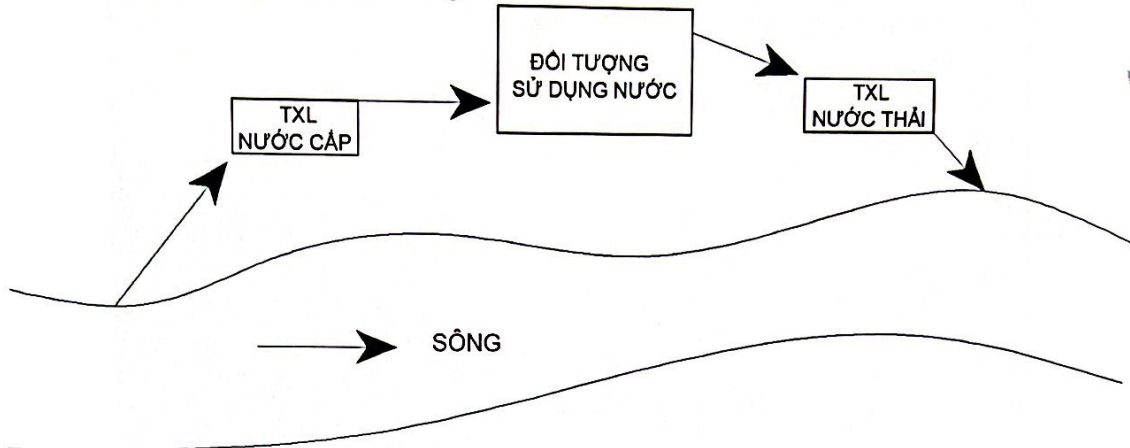 ĐỐI TƯỢNG
SỬ DỤNG NƯỚC
TXL
NƯỚC CẤP
TXL
NƯỚC THẢI
SÔNG